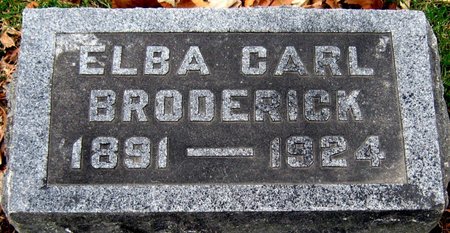 ELBA CARL
BRODERICK
1891 — 1924